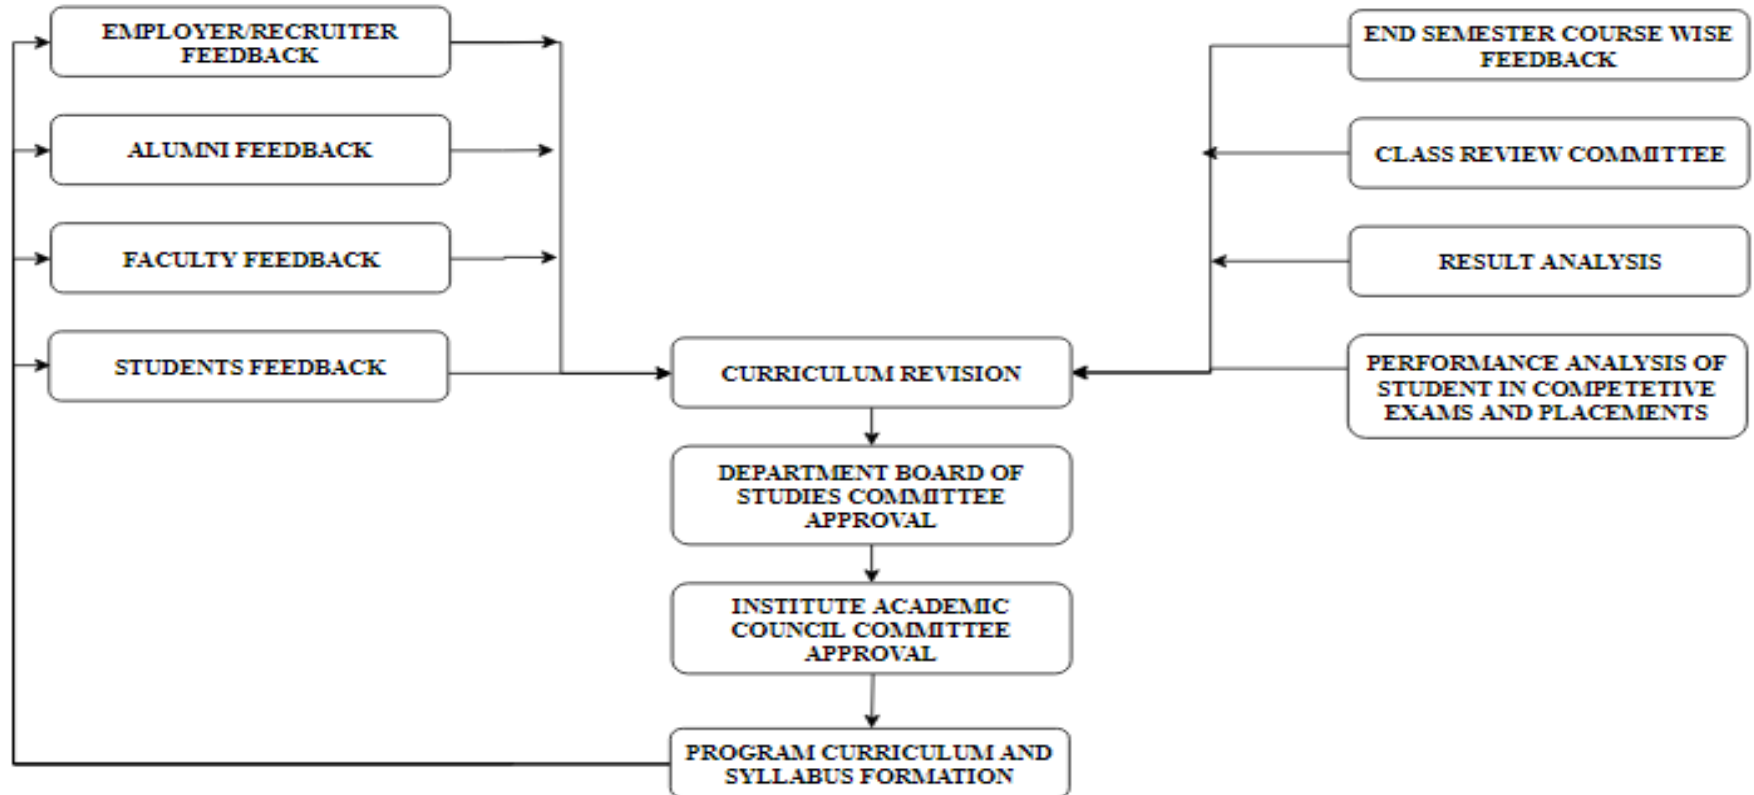 EMPLOYER/RECRUITER
FEEDBACK
ALUMNI FEEDBACK
FACULTY FEEDBACK
STUDENTS FEEDBACK
END SEMESTER COURSE WISE
FEEDBACK
CLASS REVIEW COMMITTEE
RESULT ANALYSIS
PERFORMANCE ANALYSIS OF
STUDENT IN COMPETETIVE
EXAMS AND PLACEMENTS
CURRICULUM REVISION
DEPARTMENT BOARD OF
STUDIES COMMITTEE
APPROVAL
INSTITUTE ACADEMIC
COUNCIL COMMITTEE
APPROVAL
PROGRAM CURRICULUM AND
SYLLABUS FORMATION